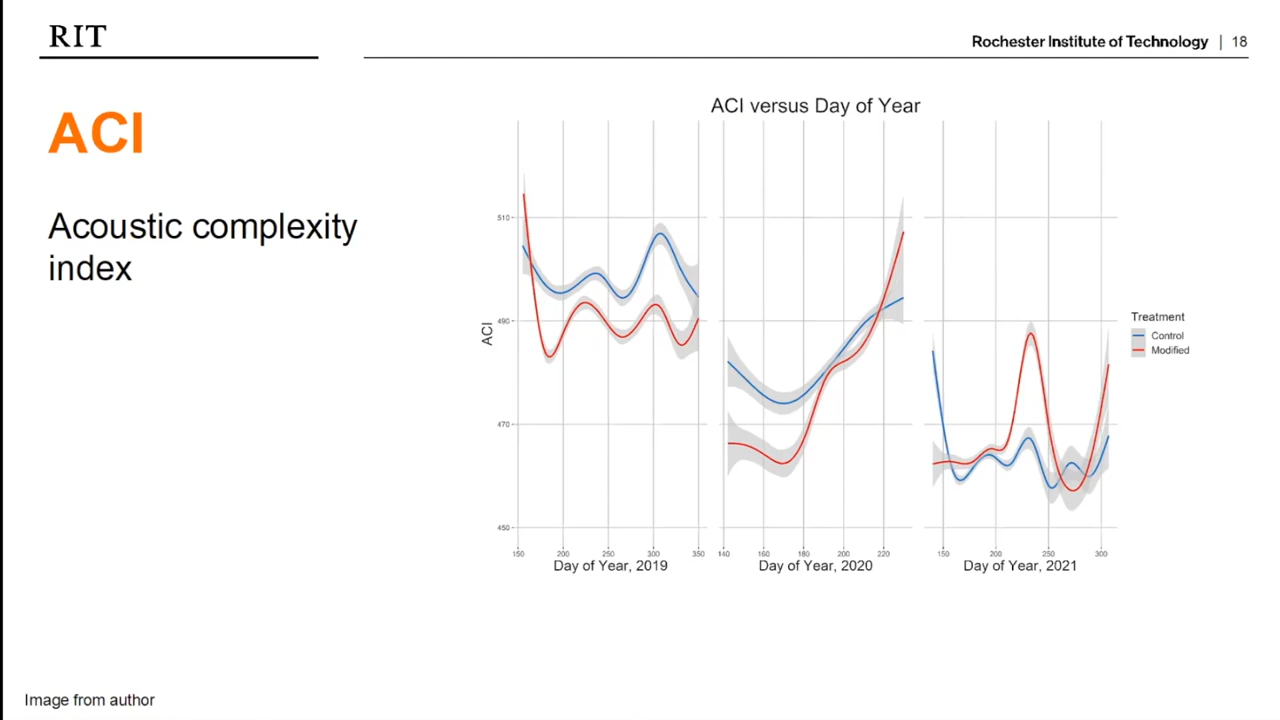 RIT
Rochester Institute of Technology | 18
ACI
Acoustic complexity
index
ACI versus Day of Year
ACI
510
490
470
450
150 200 250 300 350
140 160 180 200 220
150 200 250 300
Day of Year, 2019
Day of Year, 2020
Day of Year, 2021
Treatment
Control
Modified
Image from author